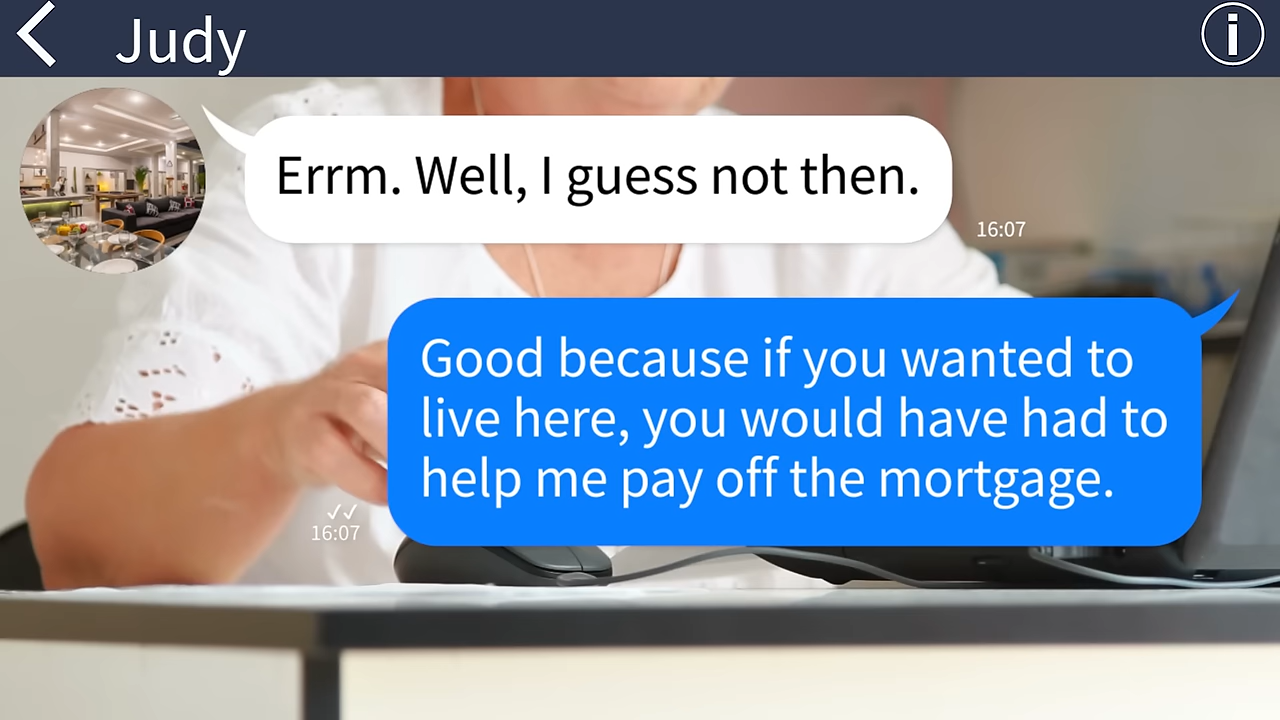 Judy
Errm. Well, I guess not then.
16:07
Good because if you wanted to
live here, you would have had to
help me pay off the mortgage.
16:07